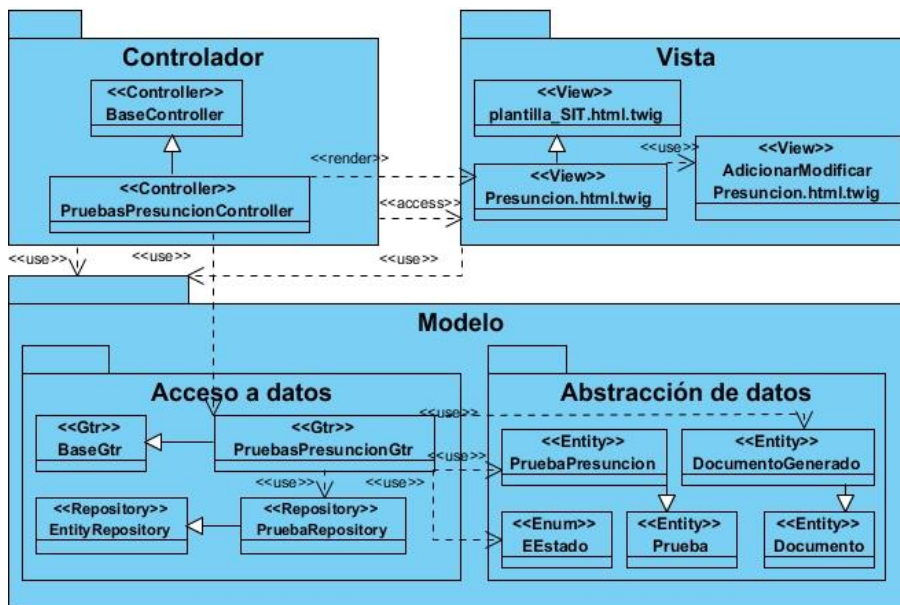 Controlador
Vista
<<Controller>>
BaseController
<<View>>
plantilla_SIT.html.twig
<<render>>
<<use>>
<<Controller>>
PruebasPresuncionController
<<View>>
Presuncion.html.twig
<<View>>
AdicionarModificar
Presuncion.html.twig
<<access>>
<<use>>
<<use>>
<<use>>
Modelo
Acceso a datos
Abstracción de datos
<<Gtr>>
BaseGtr
<<Gtr>>
PruebasPresuncionGtr
<<use>>
<<use>>
<<Entity>>
PruebaPresuncion
<<Entity>>
DocumentoGenerado
<<use>>
<<use>>
<<Repository>>
EntityRepository
<<Repository>>
PruebaRepository
<<Enum>>
EEstado
<<Entity>>
Prueba
<<Entity>>
Documento